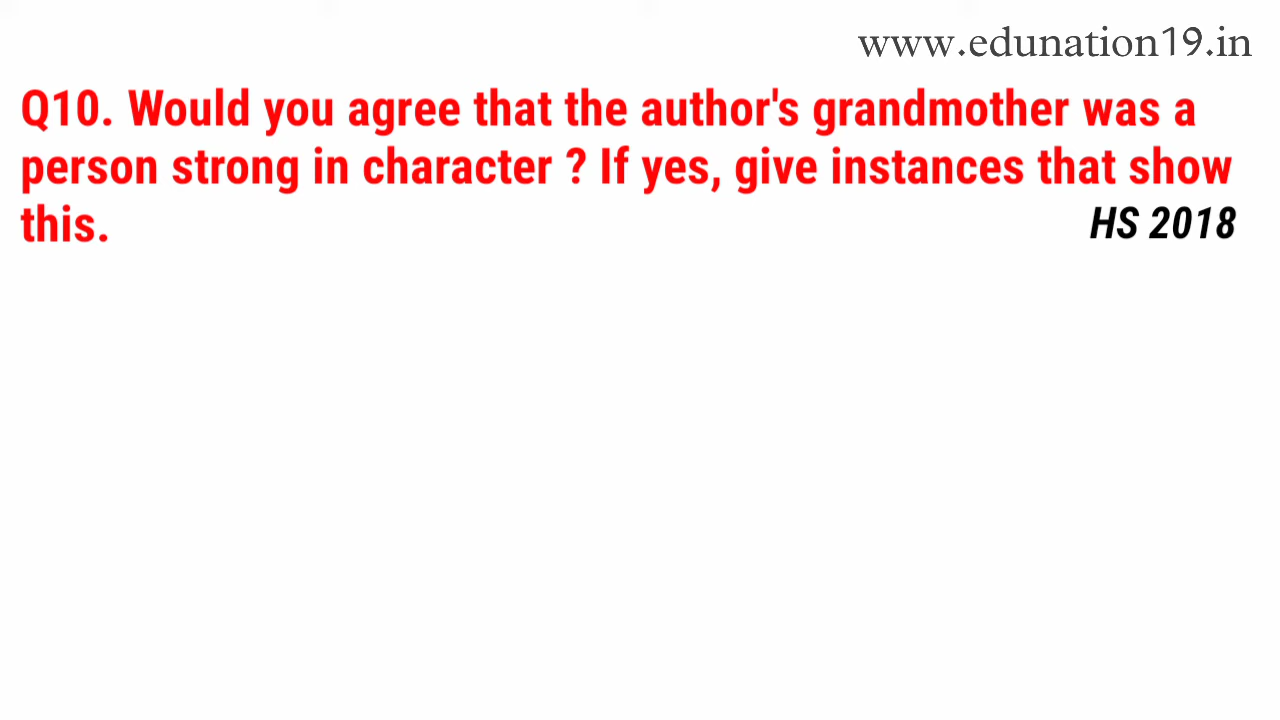 www.edunation19.in
Q10. Would you agree that the author's grandmother was a
person strong in character ? If yes, give instances that show
this.
HS 2018